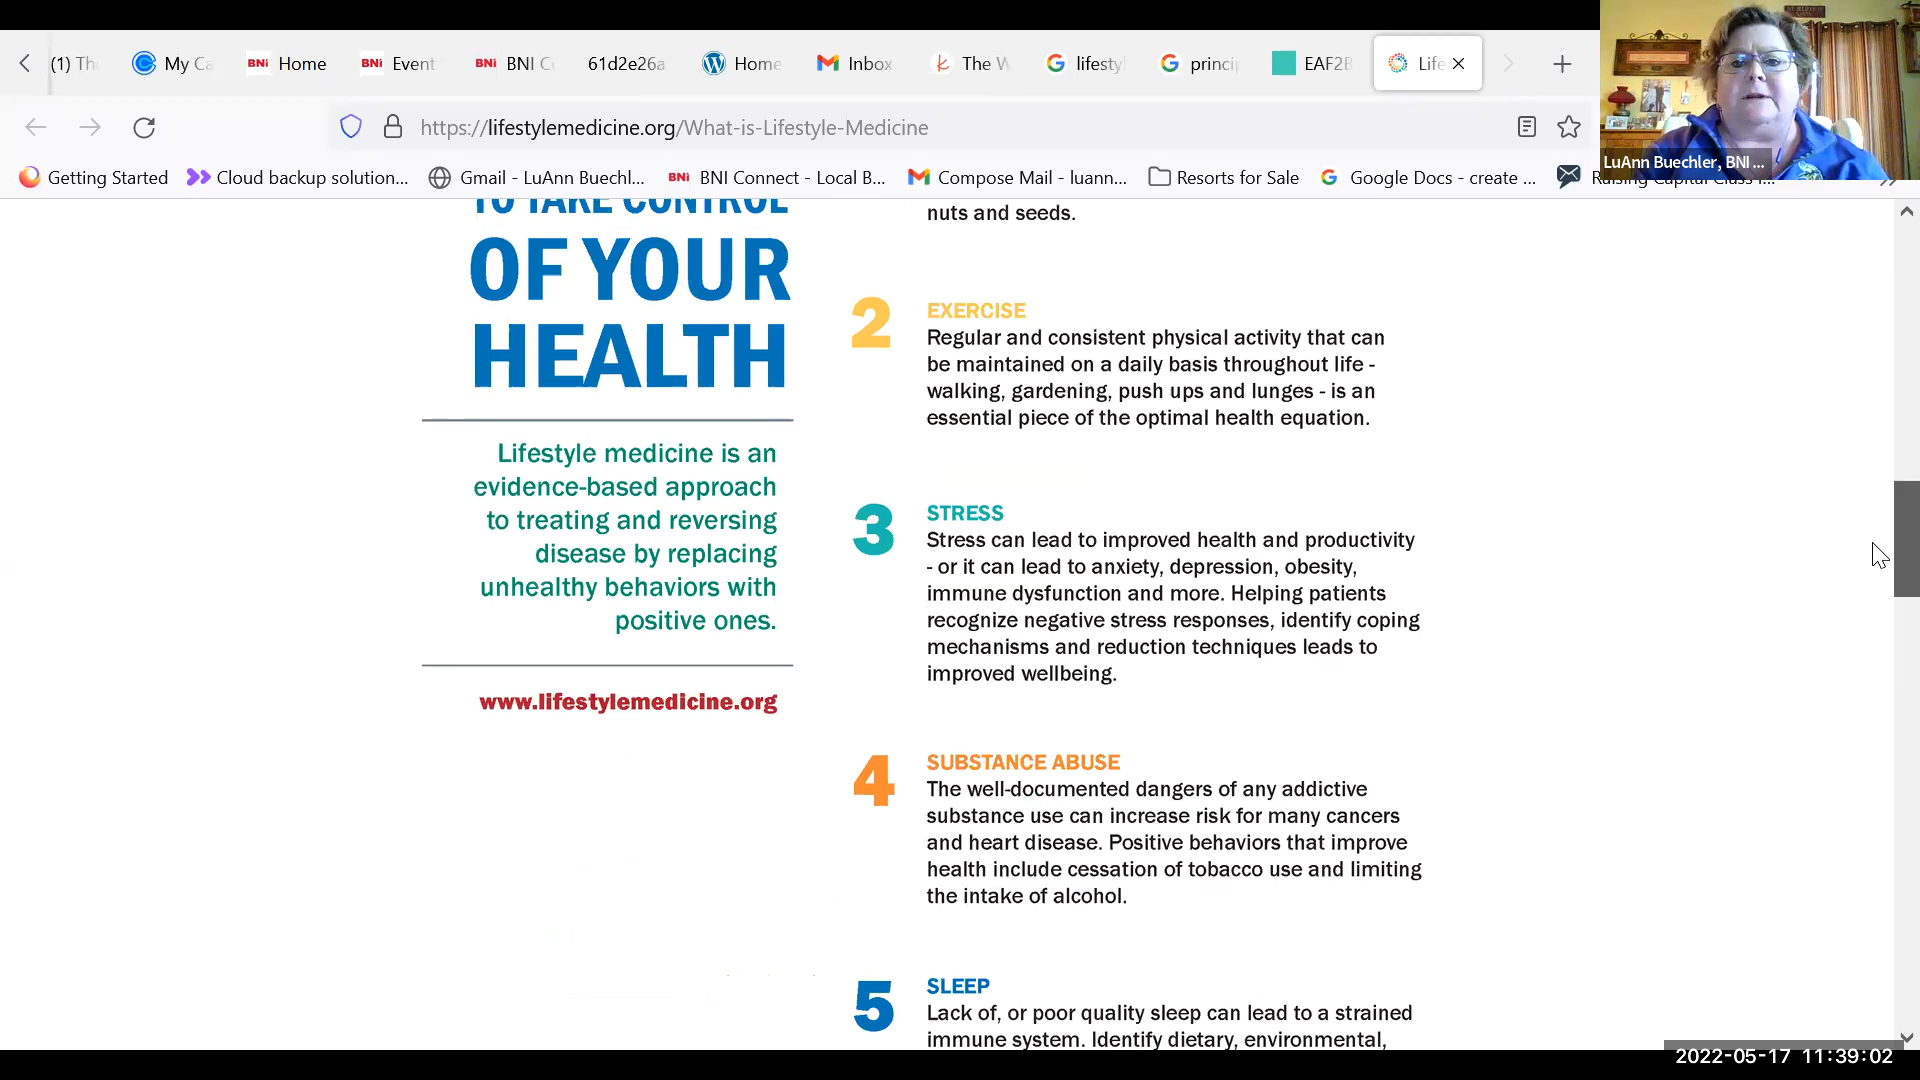 (1) Th
My Ca
BNI Home
BNI Event
BNI BNI C
61d2e26a
Home
Inbox
The W
lifestyl
princi
EAF2B
Life
https://lifestylemedicine.org/What-is-Lifestyle-Medicine
Getting Started
Cloud backup solution...
Gmail - LuAnn Buechl...
BNI BNI Connect - Local B...
Compose Mail - luann...
Resorts for Sale
Google Docs - create ...
LuAnn Buechler, BNI ...
TO TAKE CONTROL
OF YOUR
HEALTH
Lifestyle medicine is an
evidence-based approach
to treating and reversing
disease by replacing
unhealthy behaviors with
positive ones.
www.lifestylemedicine.org
nuts and seeds.
2 EXERCISE
Regular and consistent physical activity that can
be maintained on a daily basis throughout life -
walking, gardening, push ups and lunges - is an
essential piece of the optimal health equation.
3 STRESS
Stress can lead to improved health and productivity
- or it can lead to anxiety, depression, obesity,
immune dysfunction and more. Helping patients
recognize negative stress responses, identify coping
mechanisms and reduction techniques leads to
improved wellbeing.
4 SUBSTANCE ABUSE
The well-documented dangers of any addictive
substance use can increase risk for many cancers
and heart disease. Positive behaviors that improve
health include cessation of tobacco use and limiting
the intake of alcohol.
5 SLEEP
Lack of, or poor quality sleep can lead to a strained
immune system. Identify dietary, environmental,
2022-05-17 11:39:02